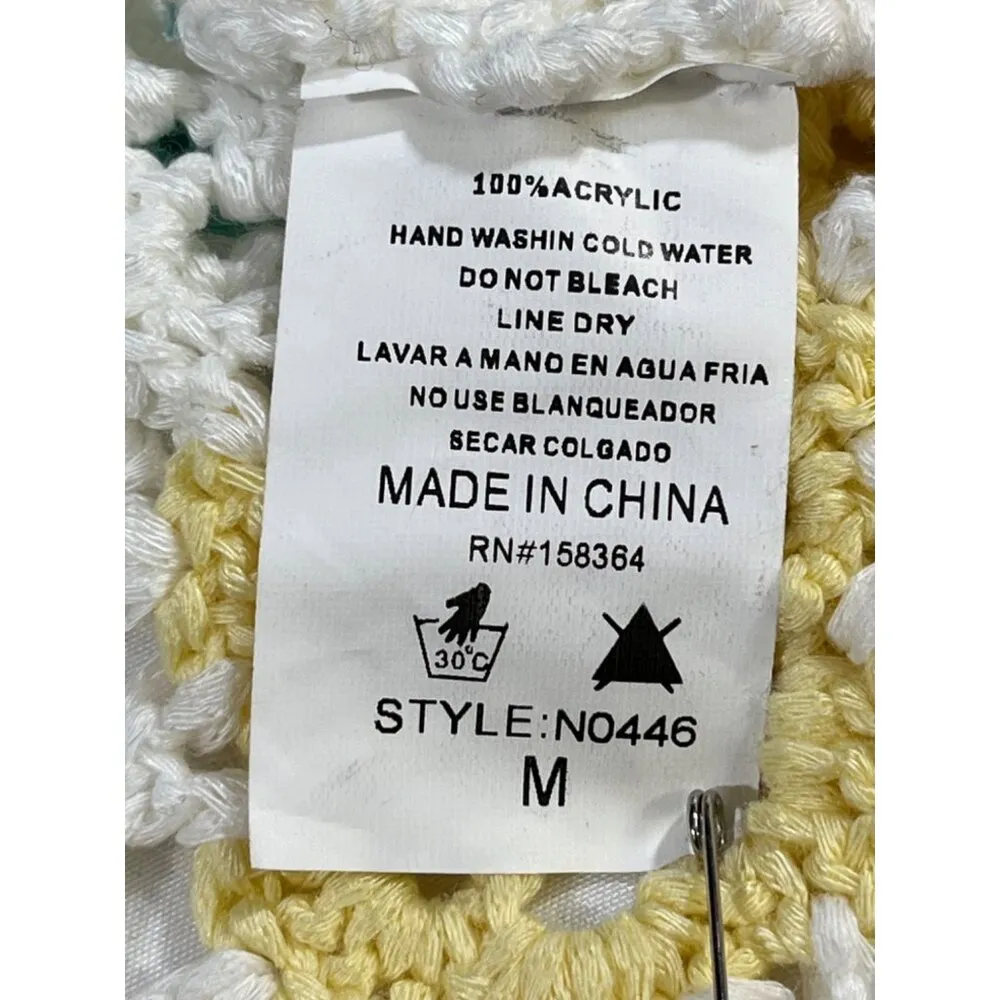 100%ACRYLIC
HAND WASHIN COLD WATER
DO NOT BLEACH
LINE DRY
LAVAR A MANO EN AGUA FRIA
NO USE BLANQUEADOR
SECAR COLGADO
MADE IN CHINA
RN#158364
30°C
STYLE:N0446
M